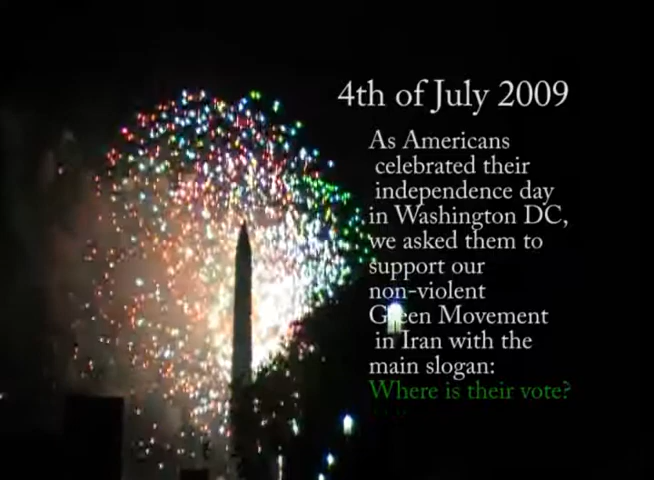 4th of July 2009
As Americans
celebrated their
independence day
in Washington DC,
we asked them to
support our
non-violent
Green Movement
in Iran with the
main slogan:
Where is their vote?